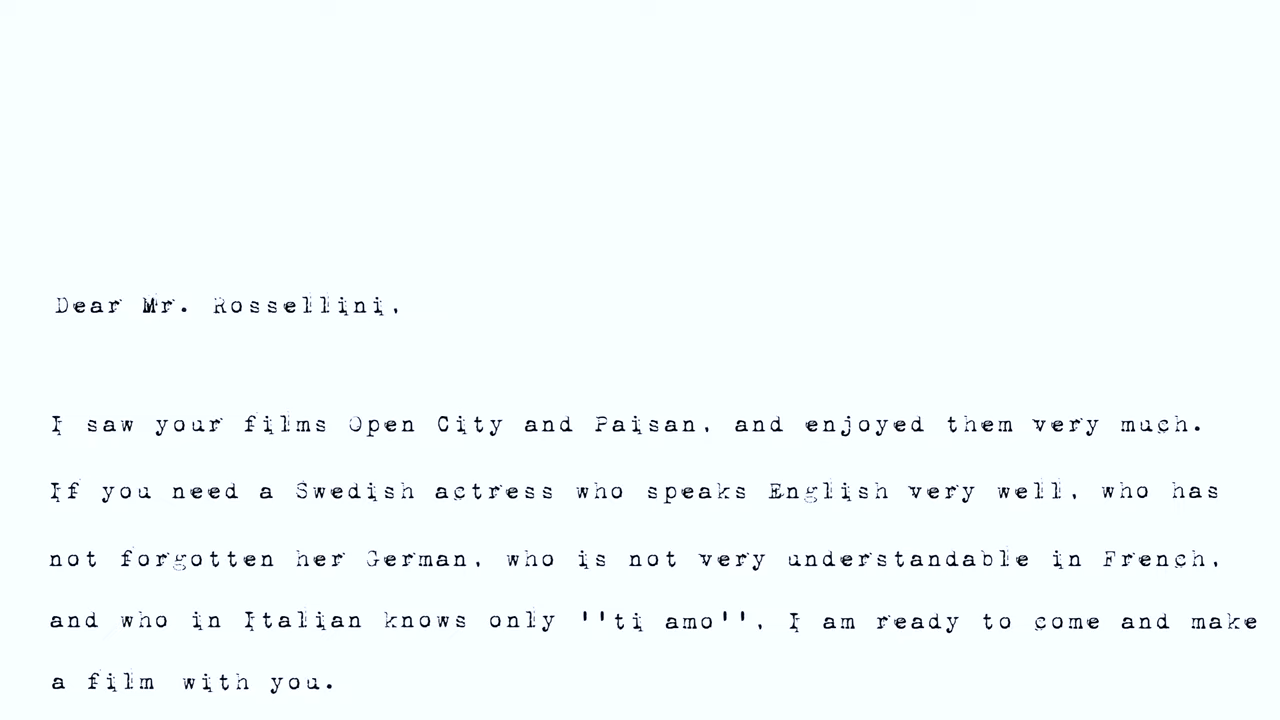 Dear Mr. Rossellini,
I saw your films Open City and Paisan, and enjoyed them very much.
If you need a Swedish actress who speaks English very well, who has
not forgotten her German, who is not very understandable in French,
and who in Italian knows only ''ti amo'', I am ready to come and make
a film with you.